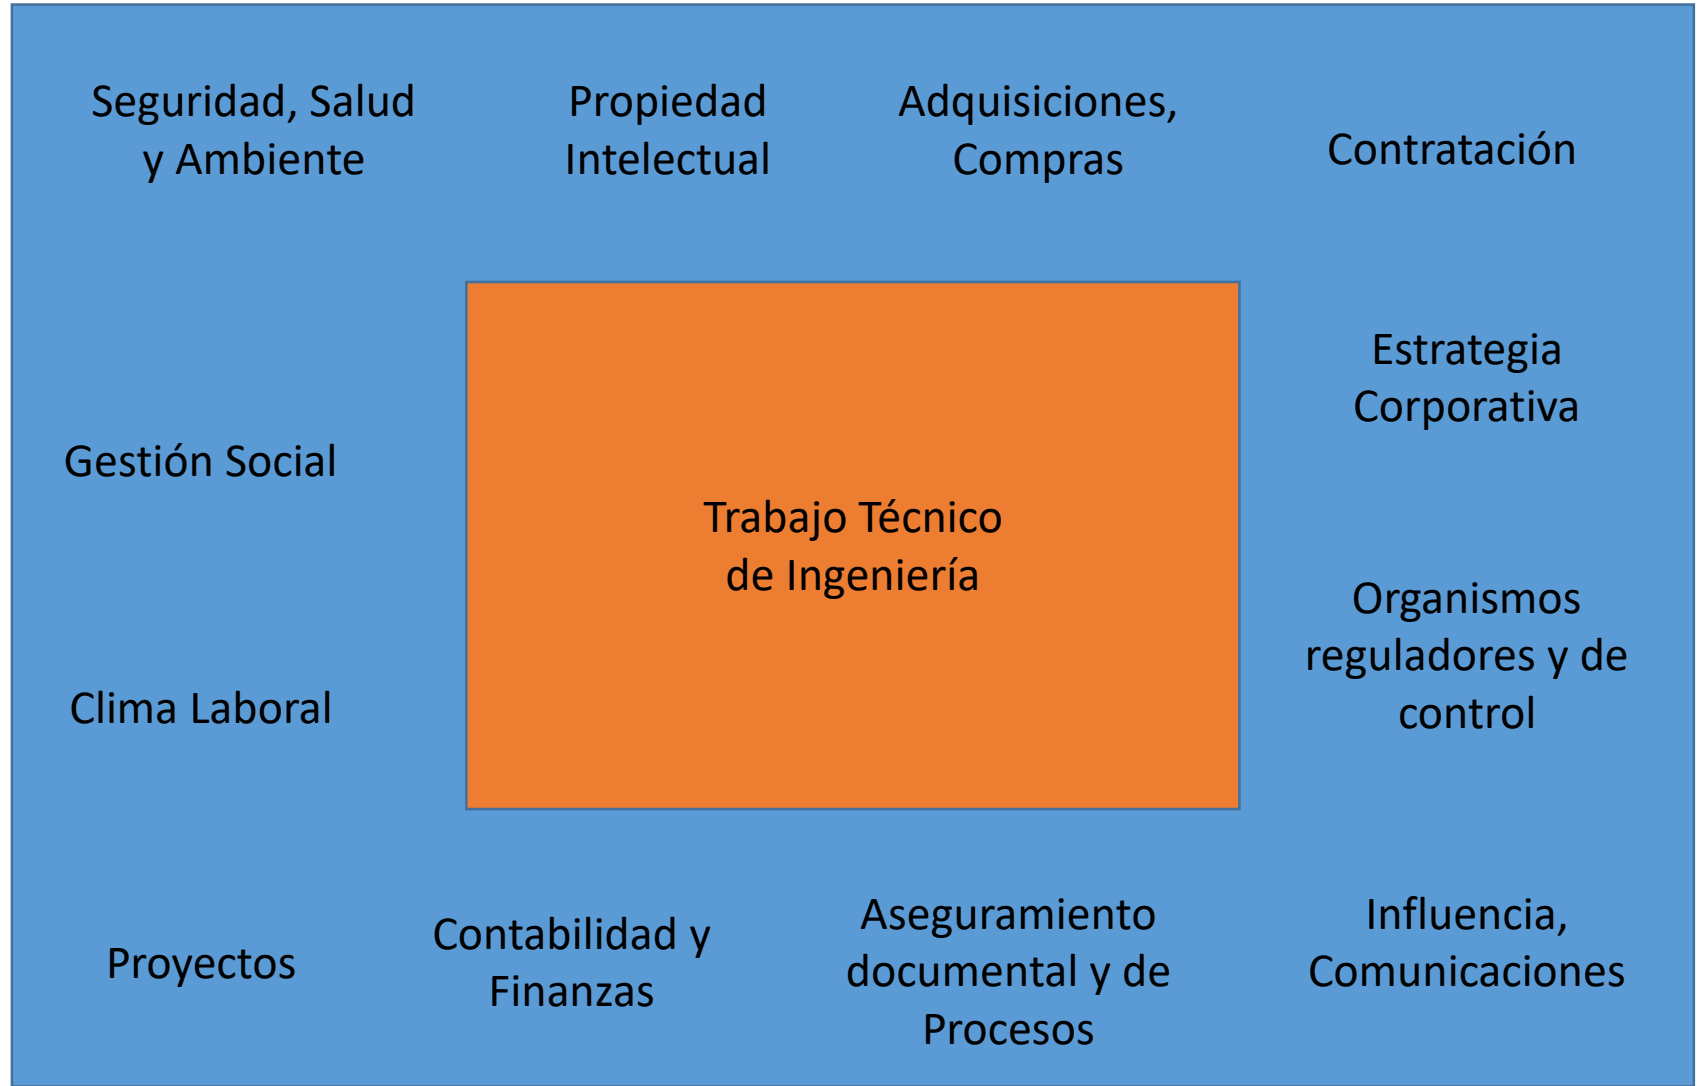 Seguridad, Salud
y Ambiente
Propiedad
Intelectual
Adquisiciones,
Compras
Contratación
Estrategia
Corporativa
Gestión Social
Trabajo Técnico
de Ingeniería
Organismos
reguladores y de
control
Clima Laboral
Proyectos
Contabilidad y
Finanzas
Aseguramiento
documental y de
Procesos
Influencia,
Comunicaciones